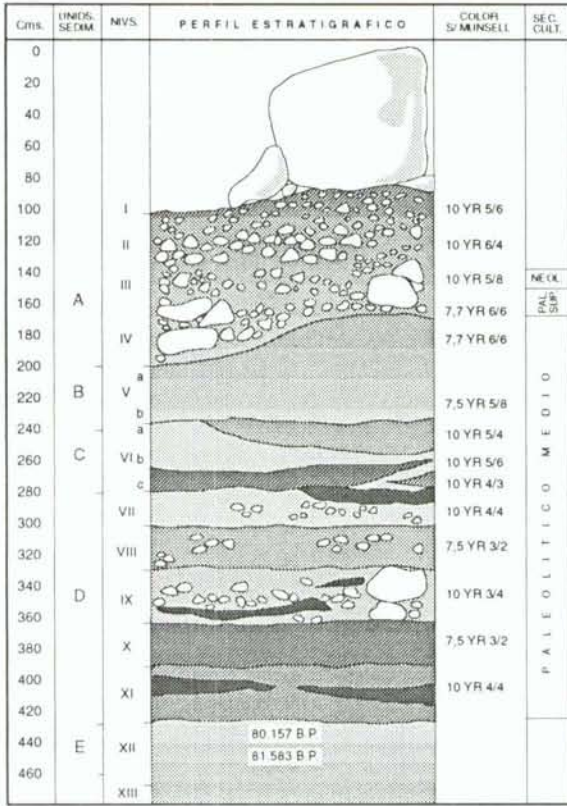 Cms.
UNIDS. SEDIM.
NIVS.
PERFIL ESTRATIGRAFICO
COLOR S/ MUNSELL
SEC. CULT.
0
20
40
60
80
100 I 10 YR 5/6
120 II 10 YR 6/4
140 III 10 YR 5/8 NEOL.
160 A 7,7 YR 6/6 PAL. SUP.
180 IV 7,7 YR 6/6
200 a
220 B V 7,5 YR 5/8
b
240 a 10 YR 5/4
260 C VI b 10 YR 5/6
280 c 10 YR 4/3
300 VII 10 YR 4/4
320 VIII 7,5 YR 3/2
340
360 D IX 10 YR 3/4
380 X 7,5 YR 3/2
400 XI 10 YR 4/4
420
440 E XII 80.157 B.P.
81.583 B.P.
460
XIII
PALEOLITICO MEDIO